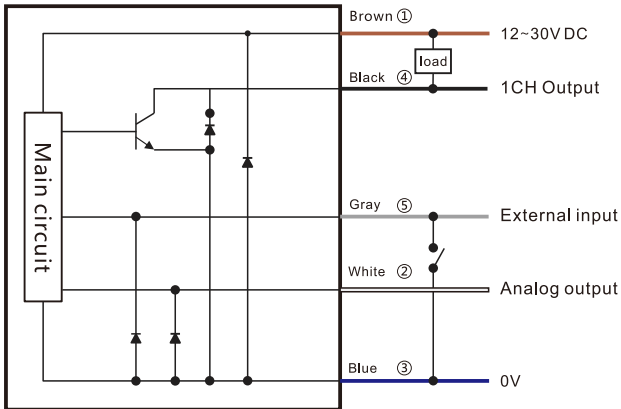 Brown ① 12~30V DC
load
Black ④ 1CH Output
Main circuit
Gray ⑤ External input
White ② Analog output
Blue ③ 0V